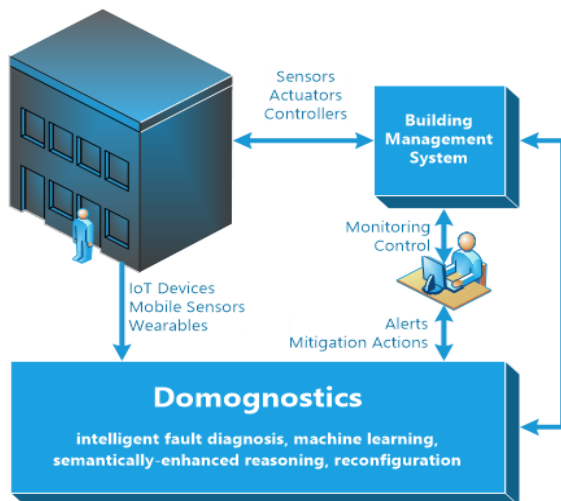 Sensors
Actuators
Controllers
Building
Management
System
Monitoring
Control
IoT Devices
Mobile Sensors
Wearables
Alerts
Mitigation Actions
Domognostics
intelligent fault diagnosis, machine learning,
semantically-enhanced reasoning, reconfiguration